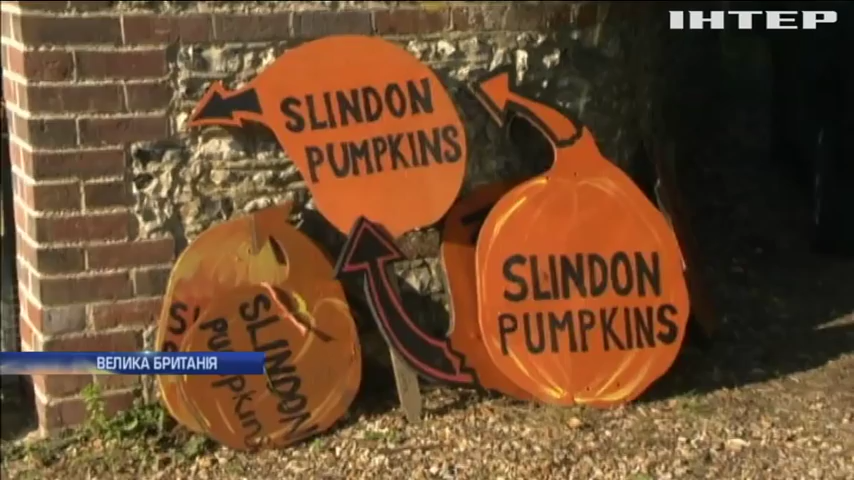 ІНТЕР
SLINDON
PUMPKINS
SLINDON
PUMPKINS
SLINDON
PUMPKINS
ВЕЛИКА БРИТАНІЯ